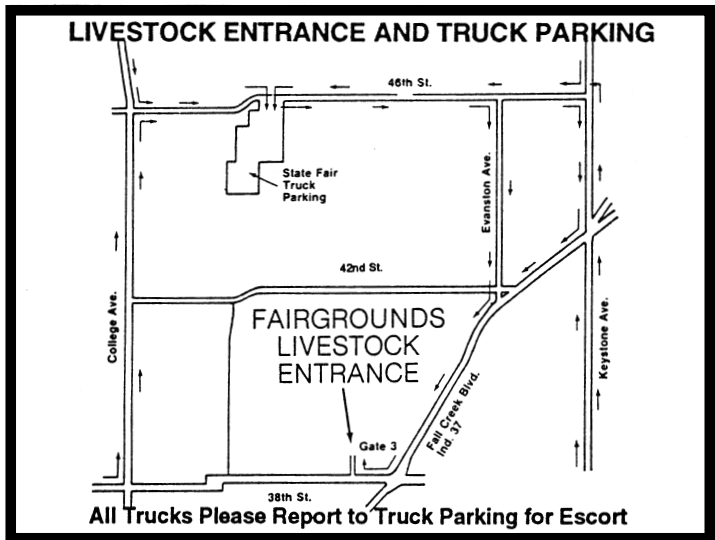 LIVESTOCK ENTRANCE AND TRUCK PARKING
46th St.
State Fair
Truck
Parking
Evanston Ave.
42nd St.
College Ave.
FAIRGROUNDS
LIVESTOCK
ENTRANCE
Keystone Ave.
Fall Creek Blvd.
Ind. 37
Gate 3
38th St.
All Trucks Please Report to Truck Parking for Escort